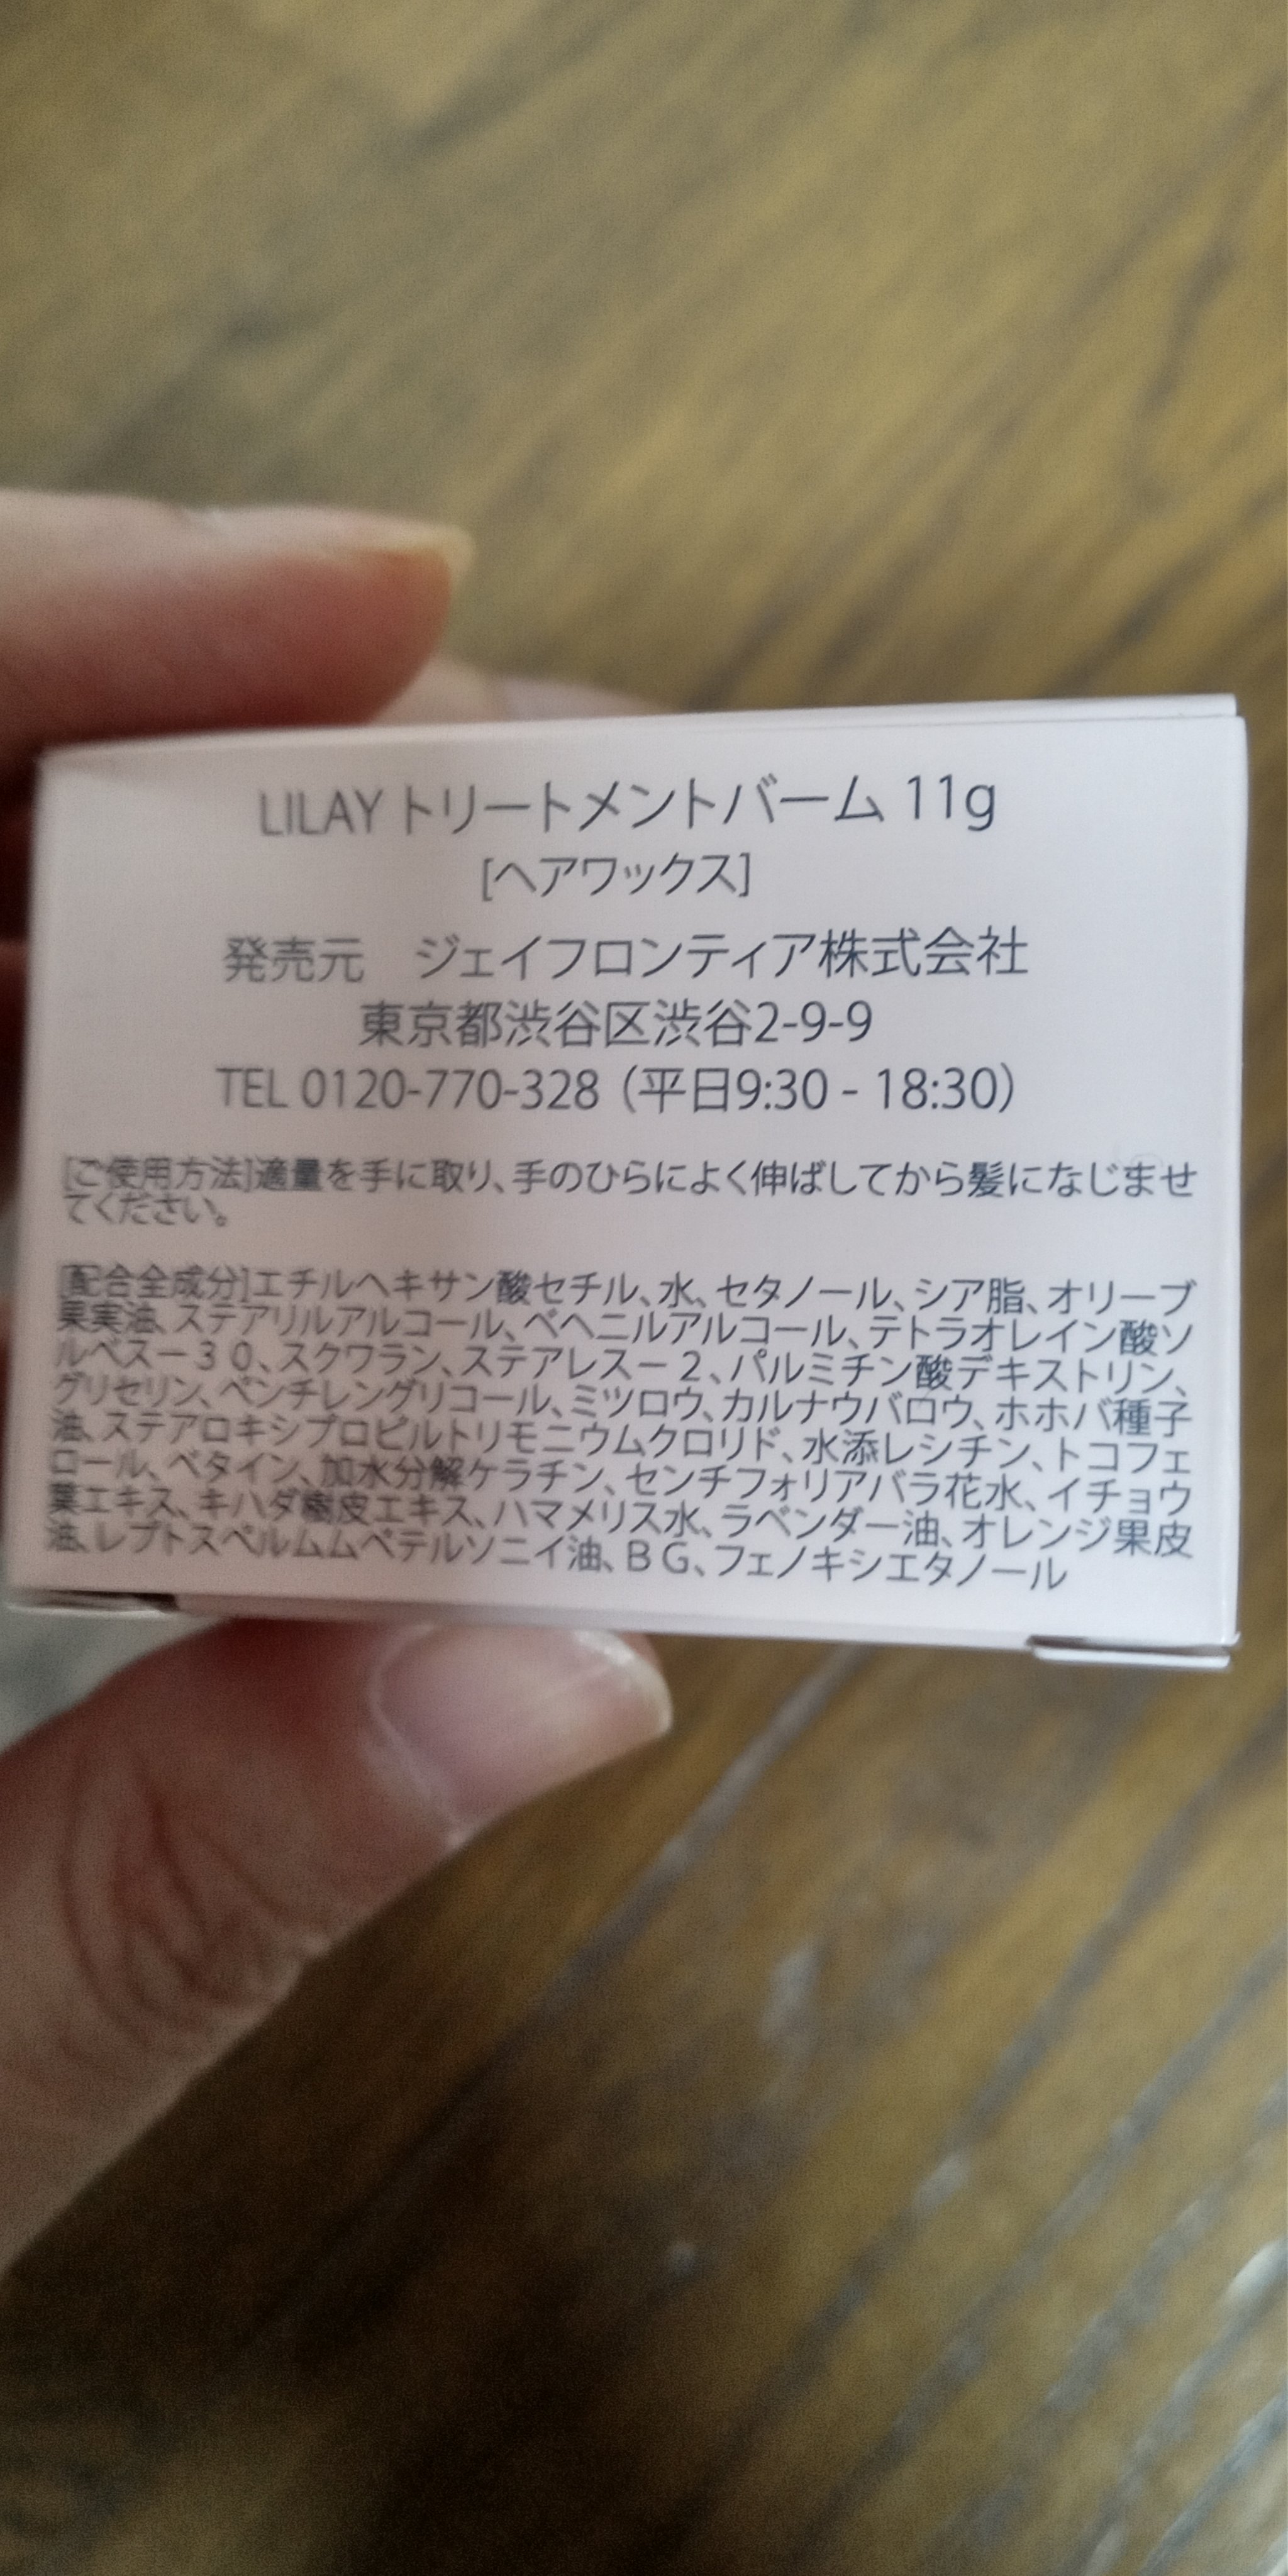 LILAY トリートメントバーム 11g
[ヘアワックス]
発売元　ジェイフロンティア株式会社
東京都渋谷区渋谷2-9-9
TEL 0120-770-328（平日9:30 - 18:30）
[ご使用方法]適量を手に取り、手のひらによく伸ばしてから髪になじませ
てください。
[配合全成分]エチルヘキサン酸セチル、水、セタノール、シア脂、オリーブ
果実油、ステアリルアルコール、ベヘニルアルコール、テトラオレイン酸ソ
ルベスー３０、スクワラン、ステアレスー２、パルミチン酸デキストリン、
グリセリン、ペンチレングリコール、ミツロウ、カルナウバロウ、ホホバ種子
油、ステアロキシプロピルトリモニウムクロリド、水添レシチン、トコフェ
ロール、ベタイン、加水分解ケラチン、センチフォリアバラ花水、イチョウ
葉エキス、キハダ樹皮エキス、ハマメリス水、ラベンダー油、オレンジ果皮
油、レプトスペルムムペテルソニイ油、ＢＧ、フェノキシエタノール